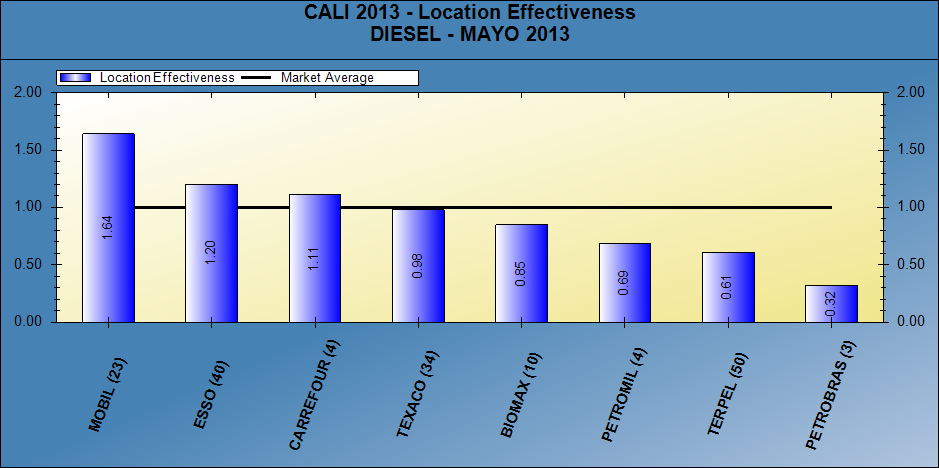 CALI 2013 - Location Effectiveness
DIESEL - MAYO 2013
Location Effectiveness Market Average
2.00 2.00
1.50 1.50
1.00 1.00
0.50 0.50
0.00 0.00
1.64 1.20 1.11 0.98 0.85 0.69 0.61 0.32
MOBIL (23)
ESSO (40)
CARREFOUR (4)
TEXACO (34)
BIOMAX (10)
PETROMIL (4)
TERPEL (50)
PETROBRAS (3)